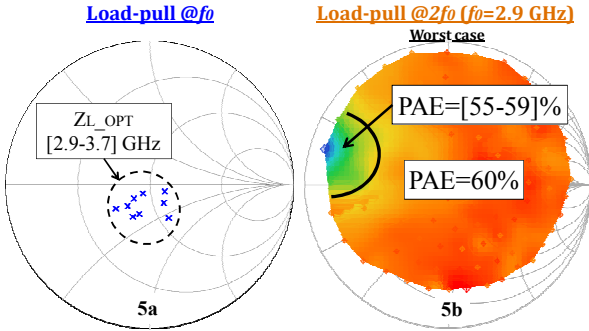 Load-pull @f0
Load-pull @2f0 (f0=2.9 GHz)
Worst case
ZL_OPT
[2.9-3.7] GHz
PAE=[55-59]%
PAE=60%
5a
5b